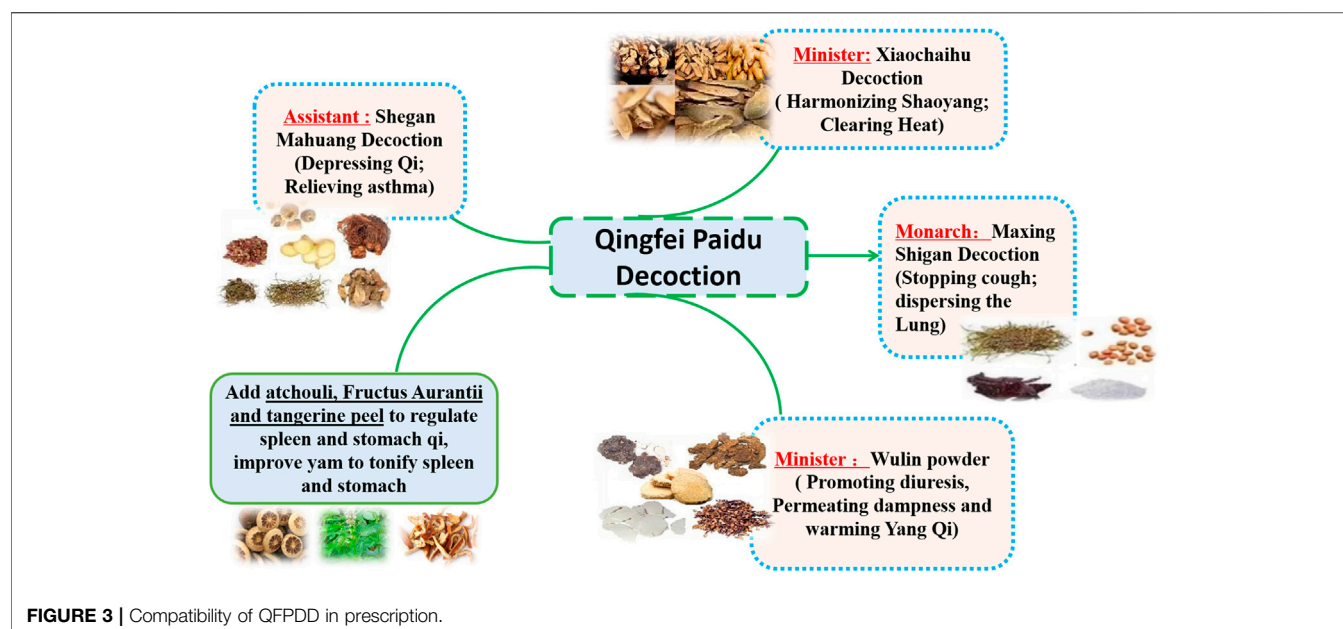 Minister: Xiaochaihu
Decoction
( Harmonizing Shaoyang;
Clearing Heat)
Assistant : Shegan
Mahuang Decoction
(Depressing Qi;
Relieving asthma)
Qingfei Paidu
Decoction
Monarch： Maxing
Shigan Decoction
(Stopping cough;
dispersing the
Lung)
Add atchouli, Fructus Aurantii
and tangerine peel to regulate
spleen and stomach qi,
improve yam to tonify spleen
and stomach
Minister： Wulin powder
( Promoting diuresis,
Permeating dampness and
warming Yang Qi)
FIGURE 3 | Compatibility of QFPDD in prescription.